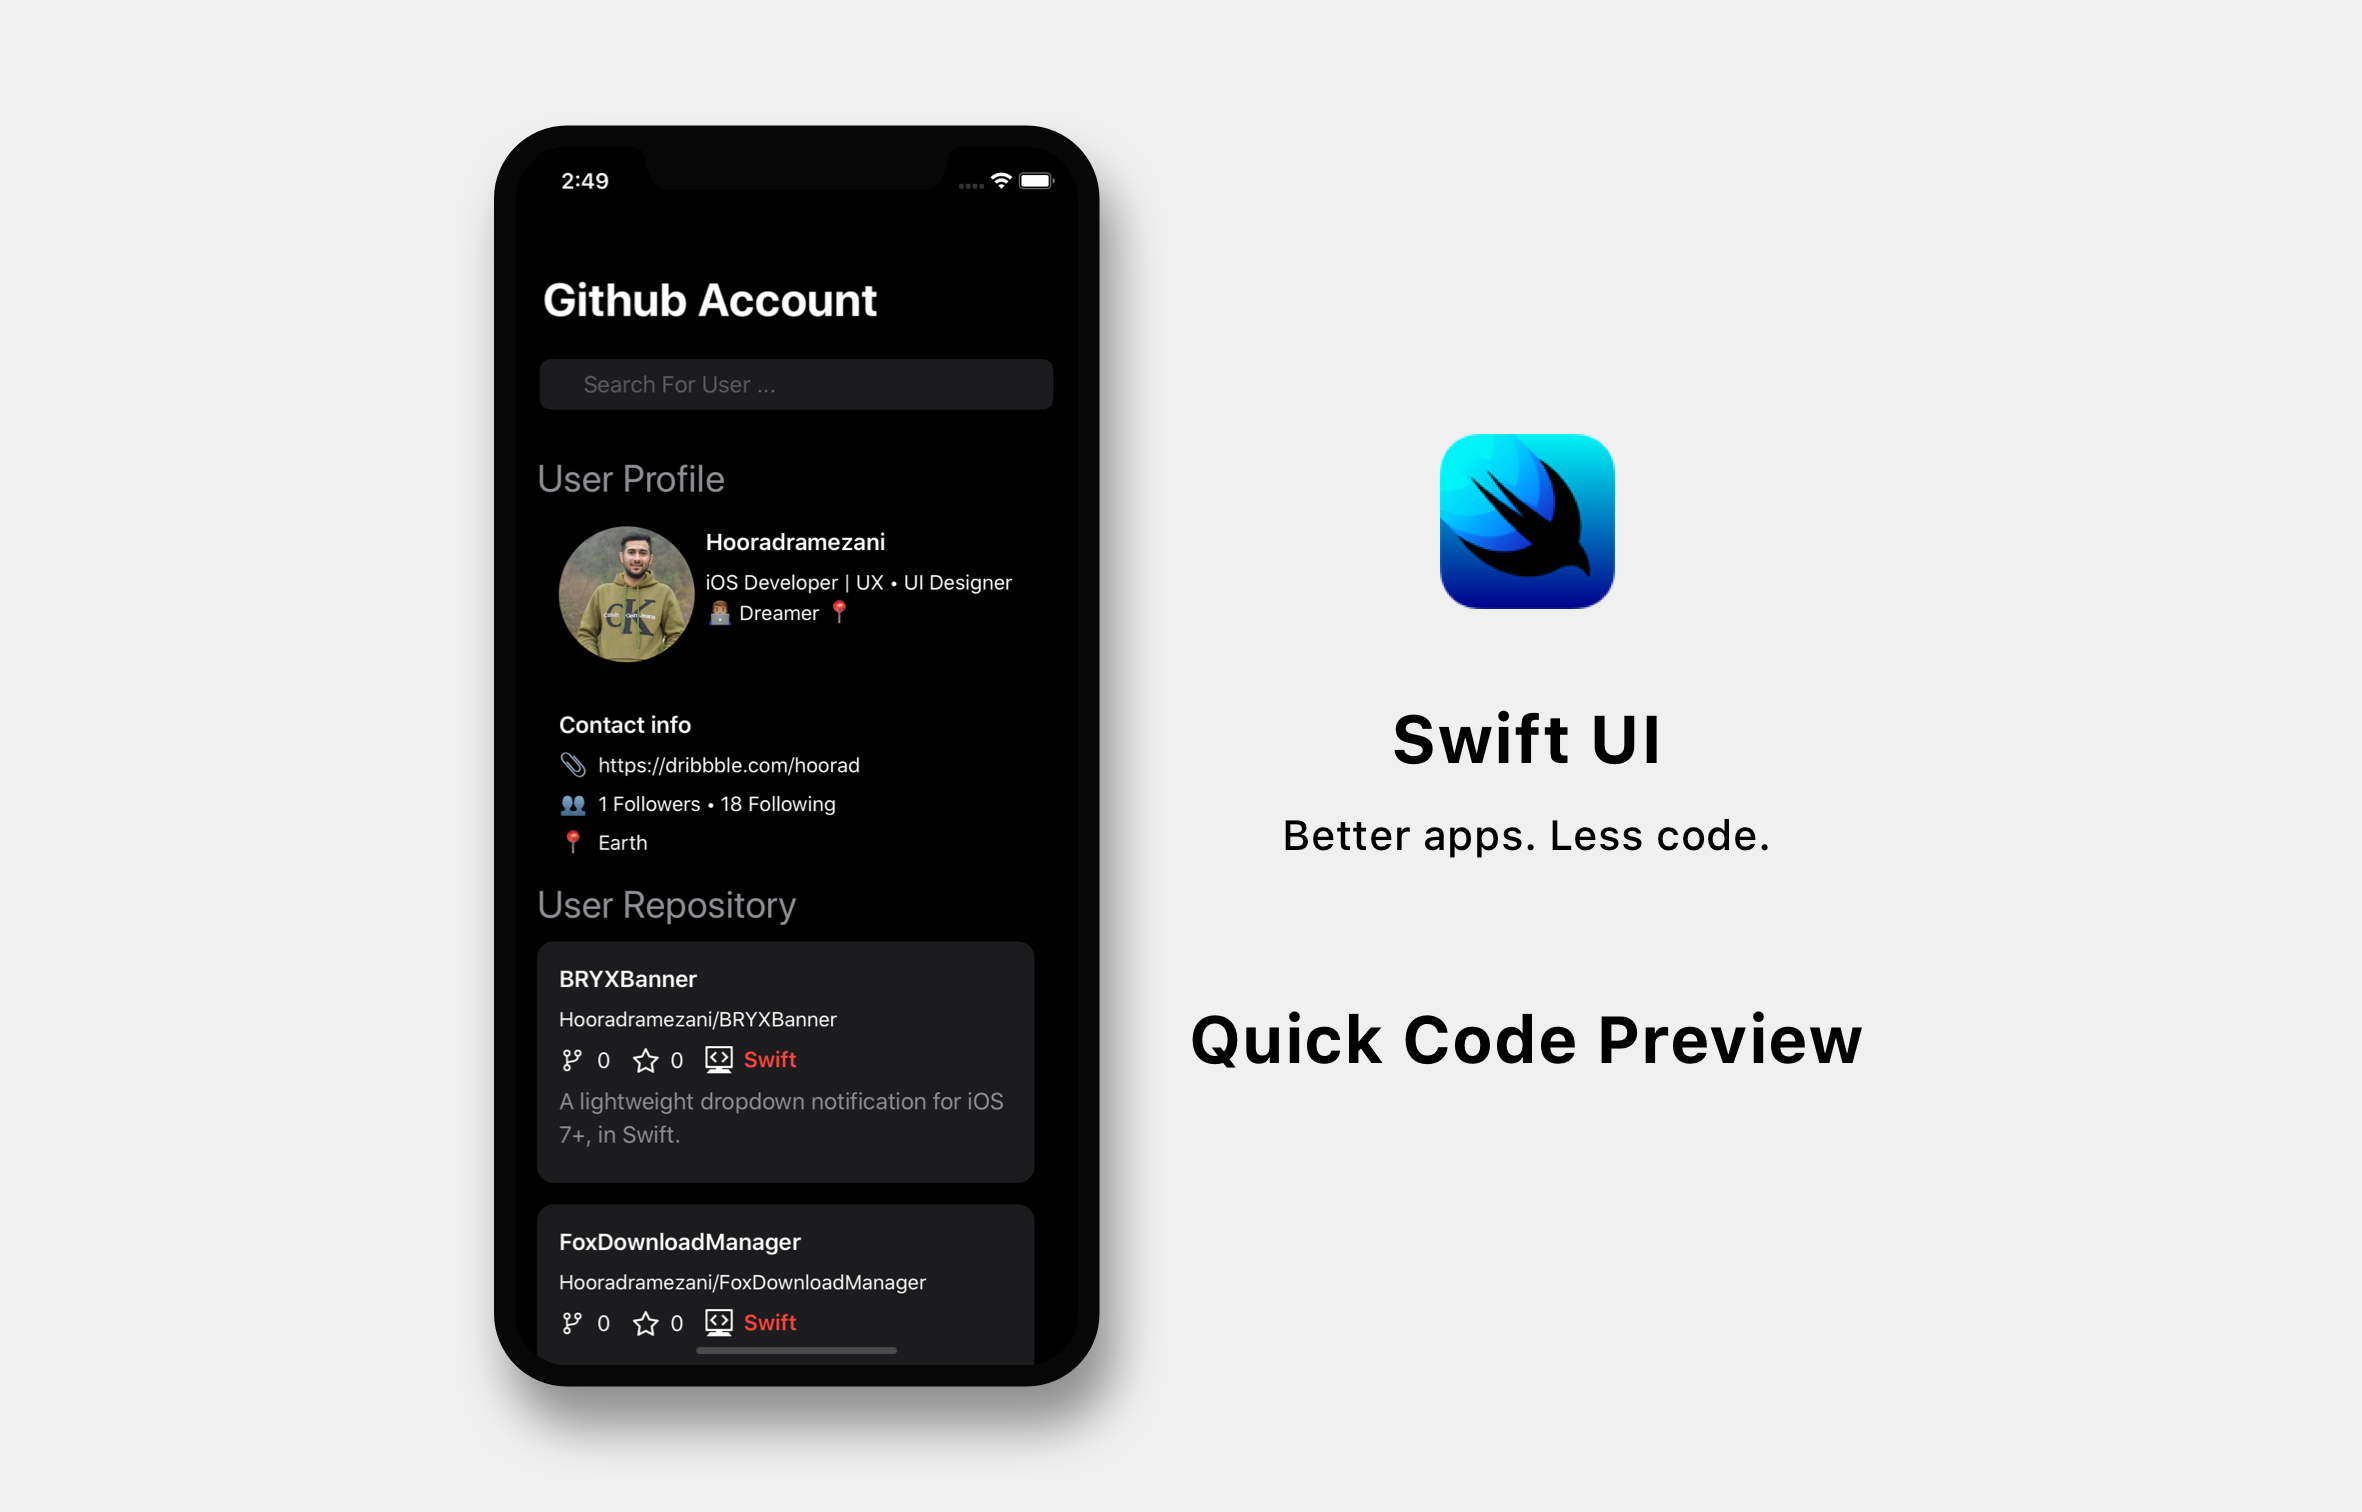 2:49
Github Account
Search For User ...
User Profile
Hooradramezani
iOS Developer | UX • UI Designer
👨🏽‍💻 Dreamer 📍
CK
Contact info
https://dribbble.com/hoorad
1 Followers • 18 Following
Earth
User Repository
BRYXBanner
Hooradramezani/BRYXBanner
0 0 Swift
A lightweight dropdown notification for iOS
7+, in Swift.
FoxDownloadManager
Hooradramezani/FoxDownloadManager
0 0 Swift
Swift UI
Better apps. Less code.
Quick Code Preview